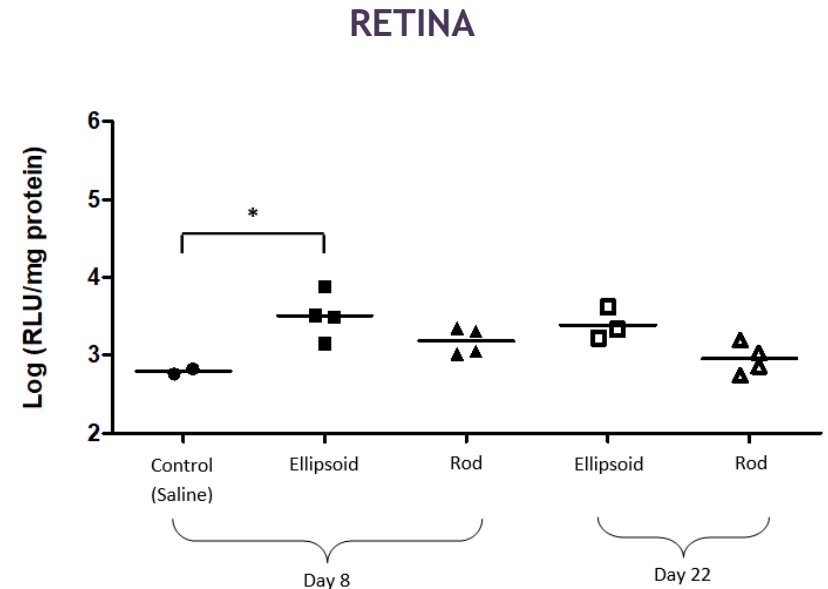 RETINA
Log (RLU/mg protein)
6
5
*
4
3
2
Control
(Saline)
Ellipsoid
Rod
Ellipsoid
Rod
Day 8
Day 22